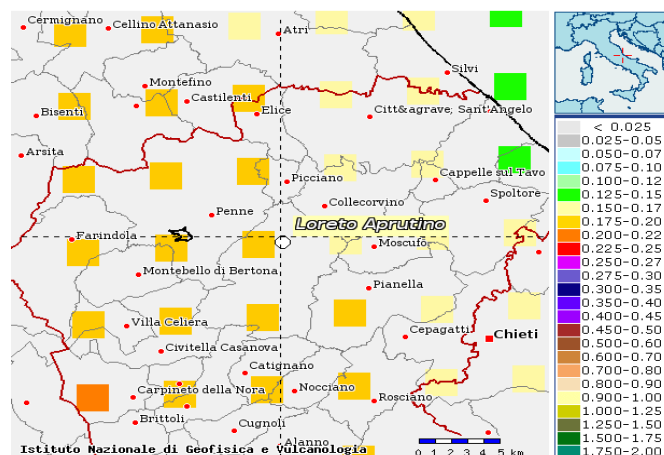 Cermignano
Cellino Attanasio
Atri
Silvi
Montefino
Castilenti
Bisenti
Elice
Citt&agrave; Sant'Angelo
Arsita
Picciano
Cappelle sul Tavo
Collecorvino
Spoltore
Penne
Loreto Aprutino
Farindola
Moscufo
Montebello di Bertona
Pianella
Villa Celiera
Cepagatti
Chieti
Civitella Casanova
Catignano
Carpineto della Nora
Nocciano
Rosciano
Brittoli
Cugnoli
Alanno
Istituto Nazionale di Geofisica e Vulcanologia
0 1 2 3 4 5 km
< 0.025
0.025-0.05
0.050-0.07
0.075-0.10
0.100-0.12
0.125-0.15
0.150-0.17
0.175-0.20
0.200-0.22
0.225-0.25
0.250-0.27
0.275-0.30
0.300-0.35
0.350-0.40
0.400-0.45
0.450-0.50
0.500-0.60
0.600-0.70
0.700-0.80
0.800-0.90
0.900-1.00
1.000-1.25
1.250-1.50
1.500-1.75
1.750-2.00